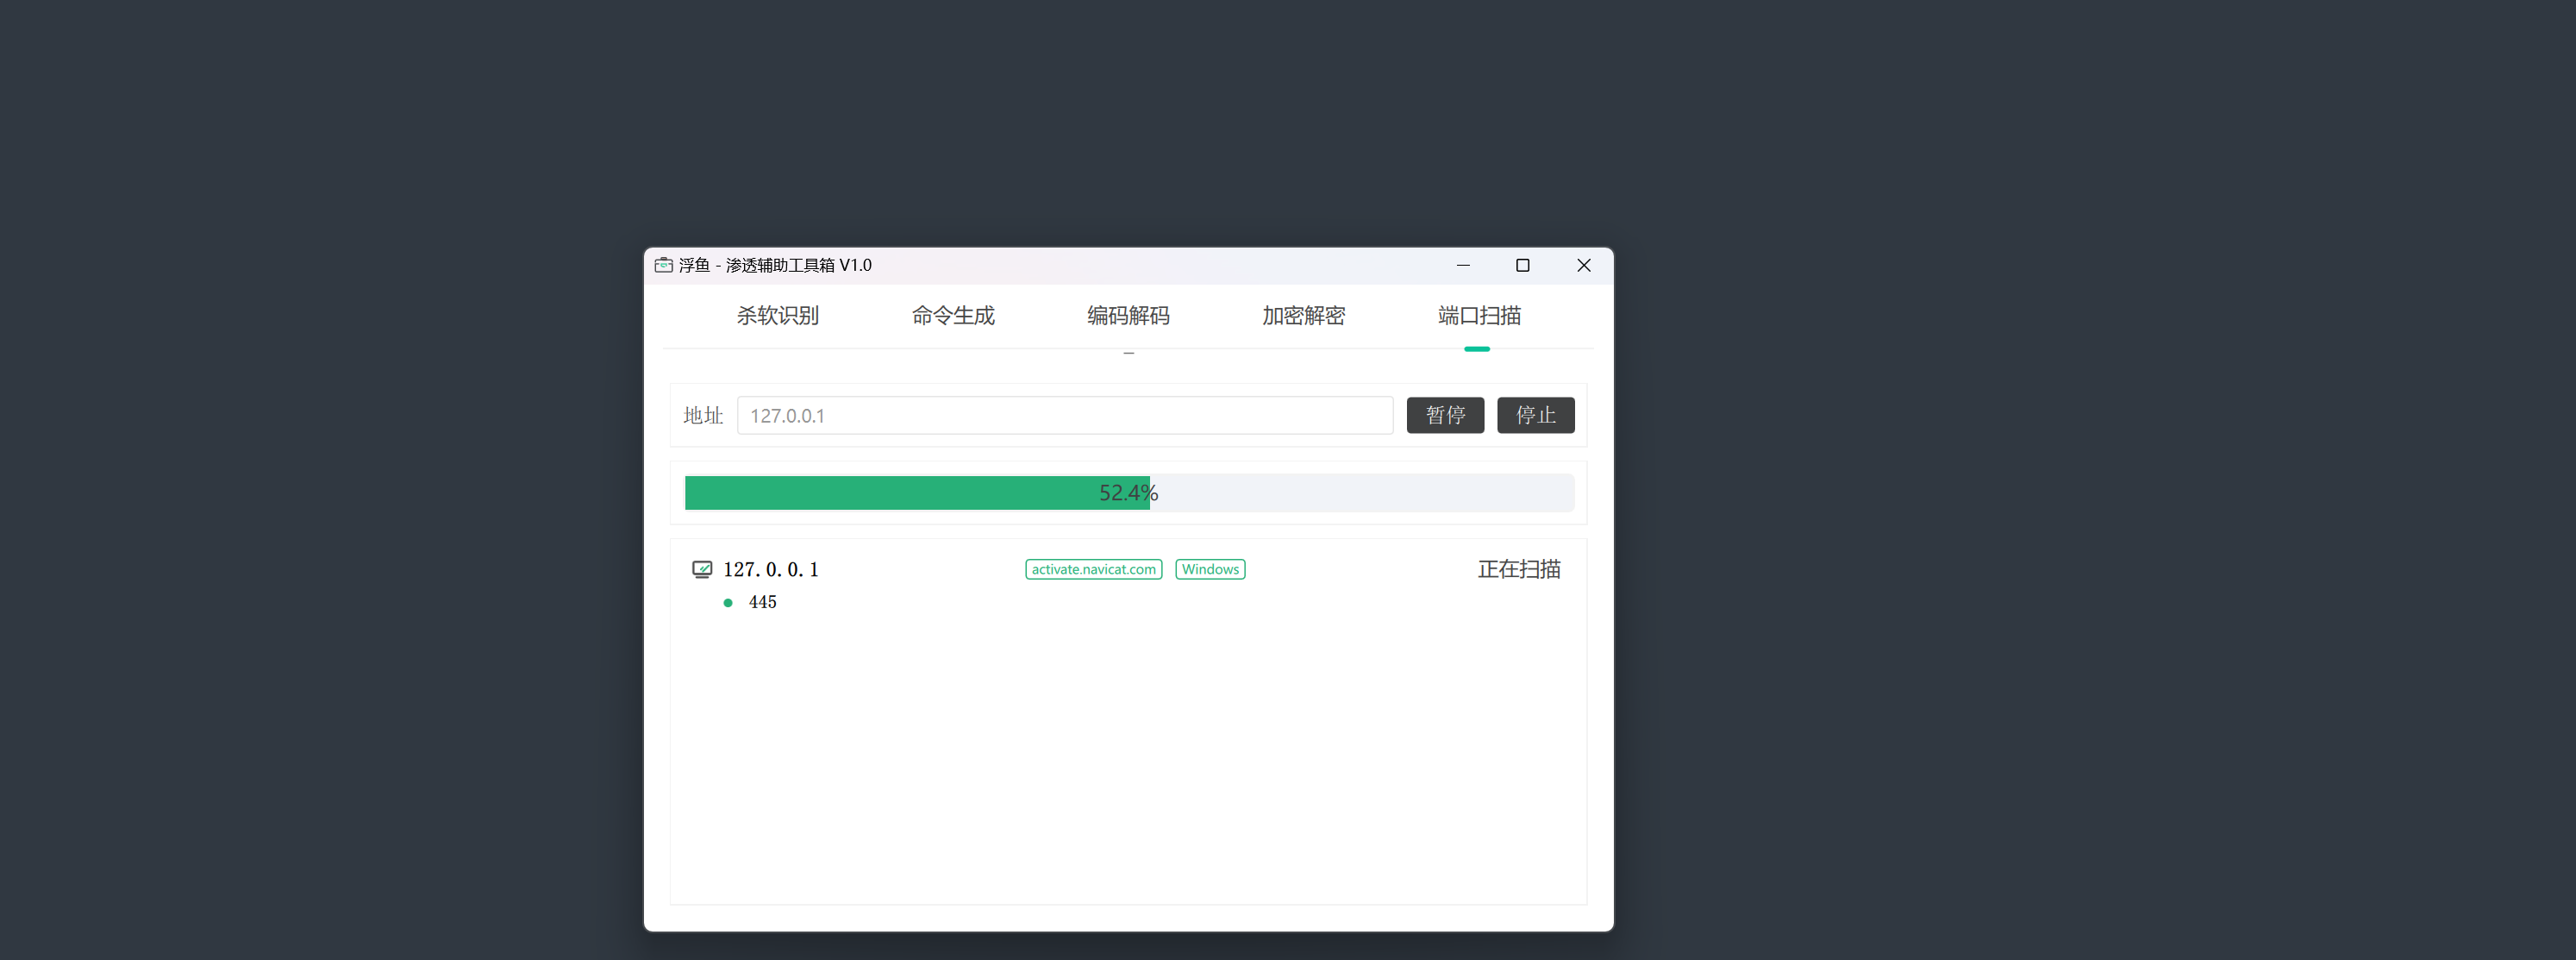 浮鱼 - 渗透辅助工具箱 V1.0
杀软识别 命令生成 编码解码 加密解密 端口扫描
地址 127.0.0.1 暂停 停止
52.4%
127.0.0.1 activate.navicat.com Windows 正在扫描
445